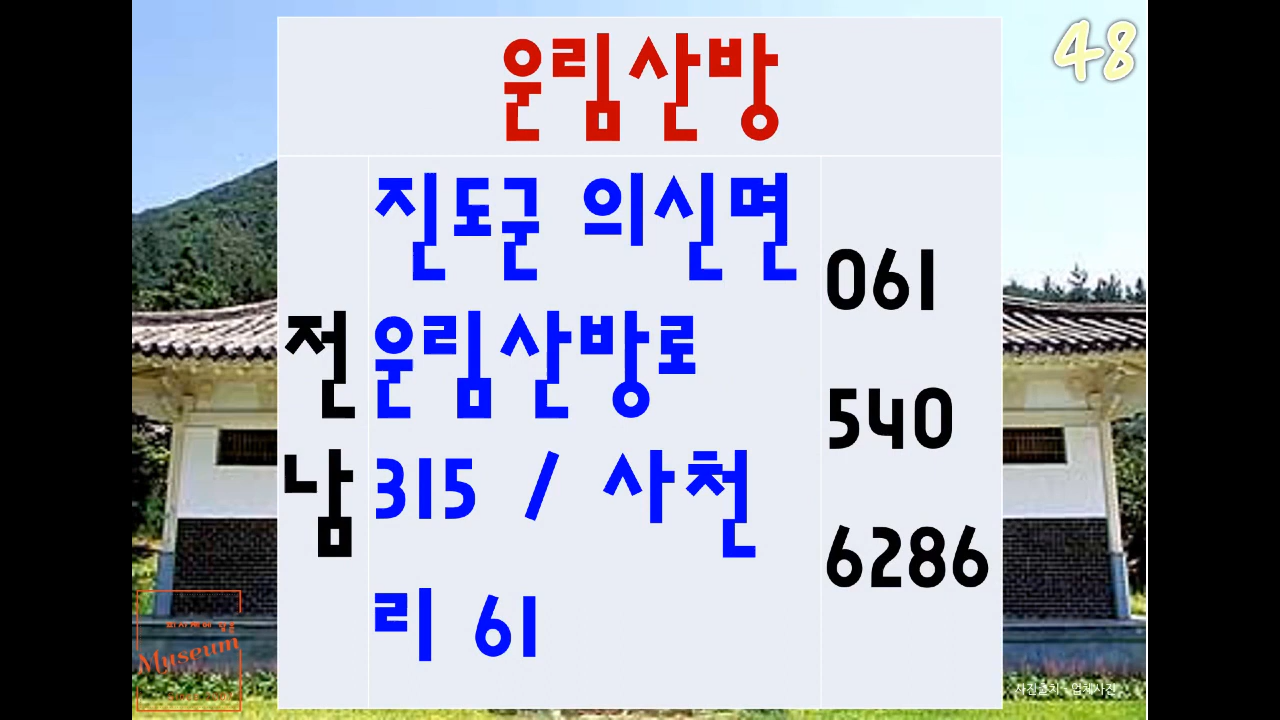 48
운림산방
전남
진도군 의신면
운림산방로
315 / 사천
리 61
061
540
6286
Museum
사진출처 - 업체사진